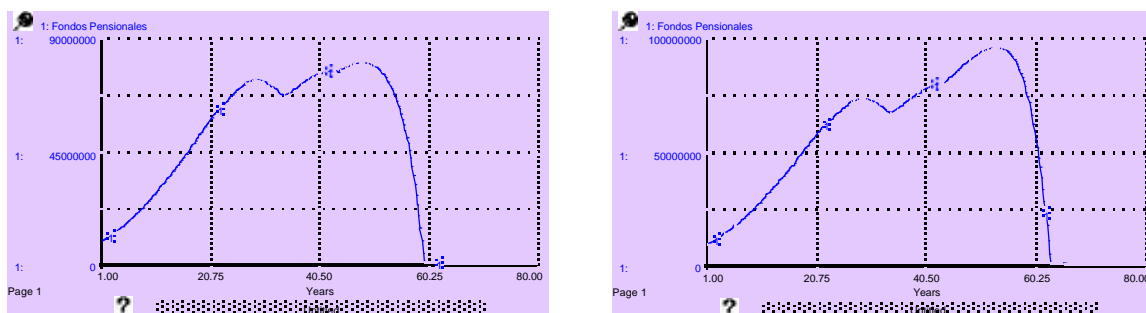 1: Fondos Pensionales
1: 90000000
1: 45000000
1: 0
1.00 20.75 40.50 60.25 80.00
Page 1 Years
?
1: Fondos Pensionales
1: 100000000
1: 50000000
1: 0
1.00 20.75 40.50 60.25 80.00
Page 1 Years
?